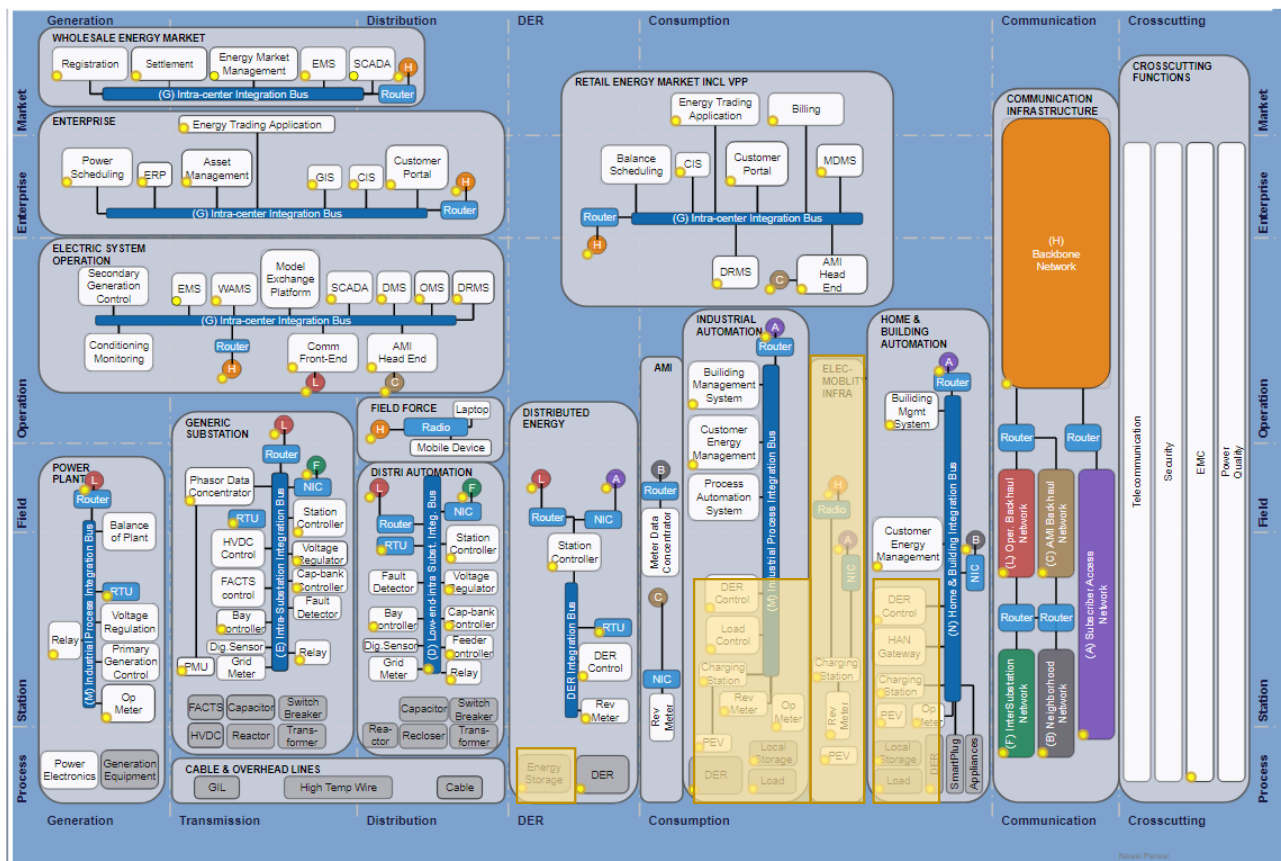 Generation
Distribution
DER
Consumption
Communication
Crosscutting
Market
Enterprise
Operation
Field
Station
Process
WHOLESALE ENERGY MARKET
Registration
Settlement
Energy Market
Management
EMS
SCADA
H
Router
(G) Intra-center Integration Bus
ENTERPRISE
Energy Trading Application
Power
Scheduling
ERP
Asset
Management
GIS
CIS
Customer
Portal
H
Router
(G) Intra-center Integration Bus
ELECTRIC SYSTEM
OPERATION
Secondary
Generation
Control
EMS
WAMS
Model
Exchange
Platform
SCADA
DMS
OMS
DRMS
(G) Intra-center Integration Bus
Conditioning
Monitoring
Router
H
Comm
Front-End
L
AMI
Head End
C
RETAIL ENERGY MARKET INCL VPP
Energy Trading
Application
Billing
Balance
Scheduling
CIS
Customer
Portal
MDMS
Router
(G) Intra-center Integration Bus
H
DRMS
C
AMI
Head
End
POWER
PLANT
L
Router
(M) Industrial Process Integration Bus
Balance
of Plant
RTU
Voltage
Regulation
Relay
Primary
Generation
Control
Op
Meter
Power
Electronics
Generation
Equipment
GENERIC
SUBSTATION
L
Router
F
NIC
Phasor Data
Concentrator
RTU
Station
Controller
HVDC
Control
Voltage
Regulator
FACTS
control
Cap-bank
Controller
Fault
Detector
Bay
Controller
Dig.Sensor
Relay
PMU
Grid
Meter
(E) Intra-Substation Integration Bus
FACTS
Capacitor
Switch
Breaker
HVDC
Reactor
Trans-
former
FIELD FORCE
Laptop
H
Radio
Mobile Device
DISTRI AUTOMATION
L
F
Router
NIC
RTU
Station
Controller
Fault
Detector
Voltage
Regulator
Bay
Controller
Cap-bank
Controller
Dig.Sensor
Feeder
Controller
Grid
Meter
Relay
(D) Low-end-intra Subst. Integ. Bus
Capacitor
Switch
Breaker
Rea-
ctor
Recloser
Trans-
former
CABLE & OVERHEAD LINES
GIL
High Temp Wire
Cable
DISTRIBUTED
ENERGY
L
A
Router
NIC
Station
Controller
DER Integration Bus
RTU
DER
Control
Rev
Meter
Energy
Storage
DER
AMI
B
Router
Meter Data
Concentrator
C
NIC
Rev
Meter
INDUSTRIAL
AUTOMATION
A
Router
Building
Management
System
Customer
Energy
Management
Process
Automation
System
(M) Industrial Process Integration Bus
DER
Control
Load
Control
Charging
Station
Rev
Meter
Op
Meter
PEV
DER
Local
Storage
Load
ELEC-
MOBLITY
INFRA
H
Radio
A
NIC
Charging
Station
Rev
Meter
PEV
HOME &
BUILDING
AUTOMATION
A
Router
Building
Mgmt
System
Customer
Energy
Management
B
NIC
(N) Home & Building Integration Bus
DER
Control
HAN
Gateway
Charging
Station
PEV
Op
Meter
Local
Storage
Load
DER
SmartPlug
Appliances
COMMUNICATION
INFRASTRUCTURE
(H)
Backbone
Network
Router
Router
(L) Oper. Backhaul
Network
(C) AMI Backhaul
Network
(A) Subscriber Access
Network
Router
Router
(F) InterSubstation
Network
(B) Neighborhood
Network
CROSSCUTTING
FUNCTIONS
Telecommunication
Security
EMC
Power
Quality
Market
Enterprise
Operation
Field
Station
Process
Generation
Transmission
Distribution
DER
Consumption
Communication
Crosscutting